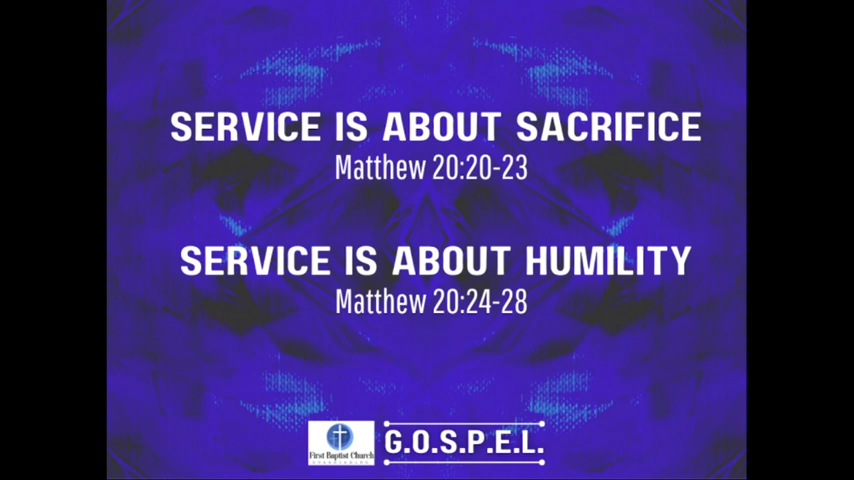 SERVICE IS ABOUT SACRIFICE
Matthew 20:20-23
SERVICE IS ABOUT HUMILITY
Matthew 20:24-28
First Baptist Church
G.O.S.P.E.L.